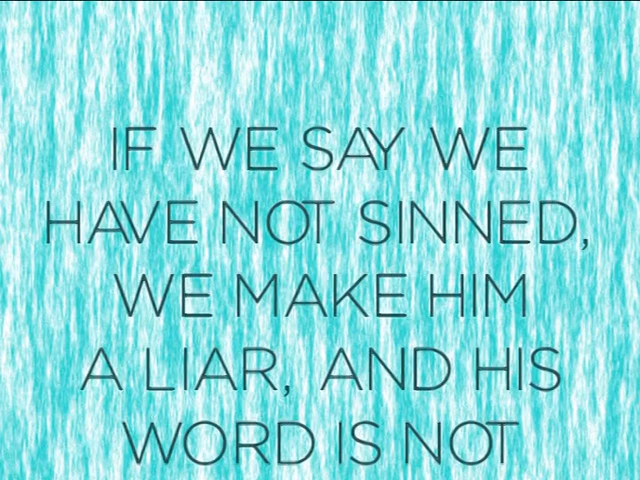 IF WE SAY WE
HAVE NOT SINNED,
WE MAKE HIM
A LIAR, AND HIS
WORD IS NOT